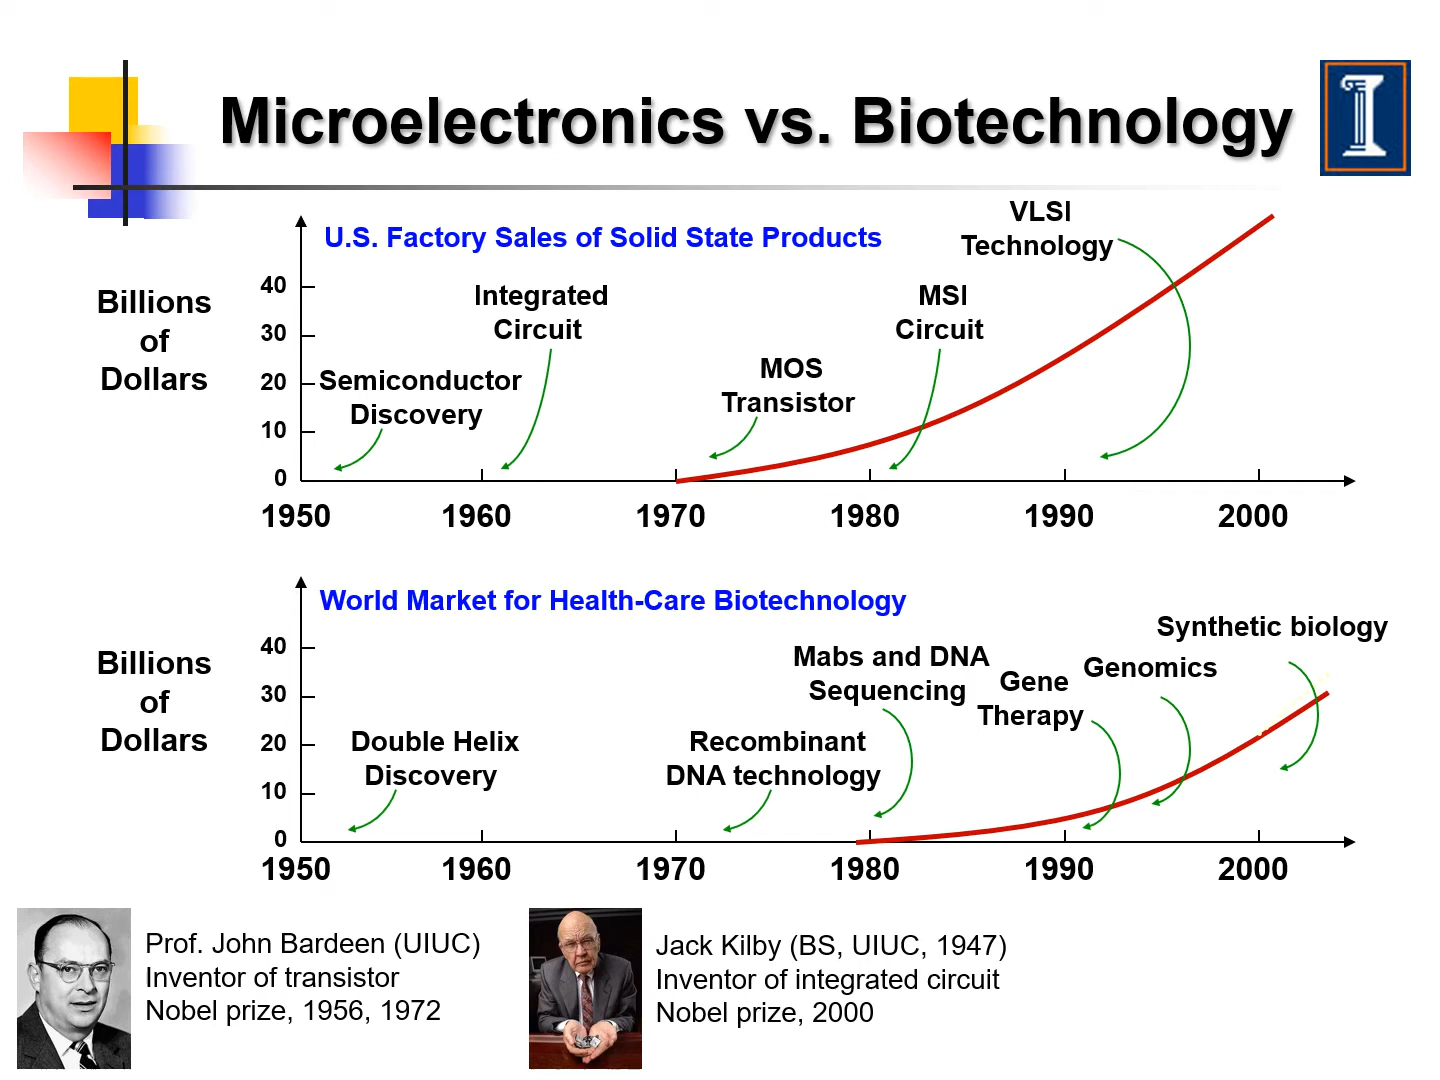 Microelectronics vs. Biotechnology
U.S. Factory Sales of Solid State Products
Billions
of
Dollars
40
30
20
10
0
Semiconductor
Discovery
Integrated
Circuit
MOS
Transistor
MSI
Circuit
VLSI
Technology
1950 1960 1970 1980 1990 2000
World Market for Health-Care Biotechnology
Billions
of
Dollars
40
30
20
10
0
Double Helix
Discovery
Recombinant
DNA technology
Mabs and DNA
Sequencing
Gene
Therapy
Genomics
Synthetic biology
1950 1960 1970 1980 1990 2000
Prof. John Bardeen (UIUC)
Inventor of transistor
Nobel prize, 1956, 1972
Jack Kilby (BS, UIUC, 1947)
Inventor of integrated circuit
Nobel prize, 2000